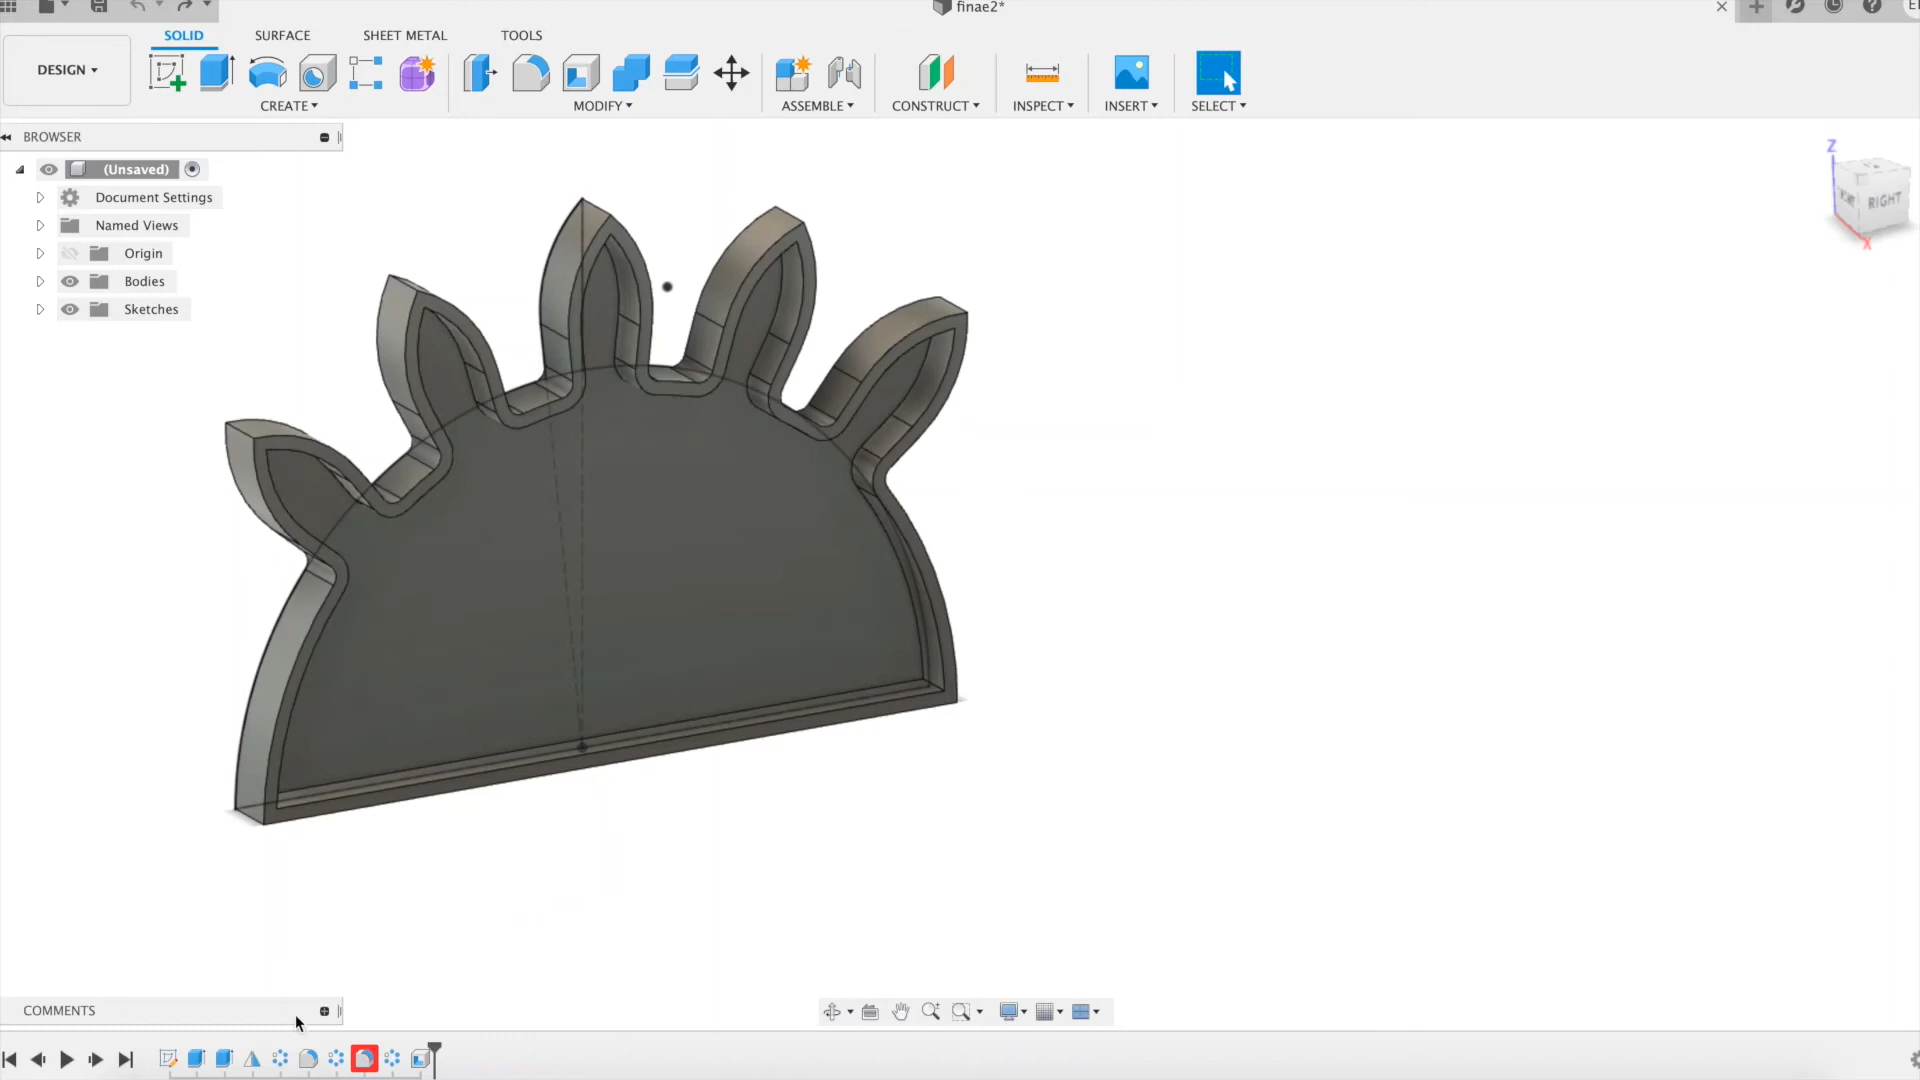 finae2*
SOLID
SURFACE
SHEET METAL
TOOLS
DESIGN
CREATE
MODIFY
ASSEMBLE
CONSTRUCT
INSPECT
INSERT
SELECT
BROWSER
(Unsaved)
Document Settings
Named Views
Origin
Bodies
Sketches
Z
RIGHT
X
COMMENTS